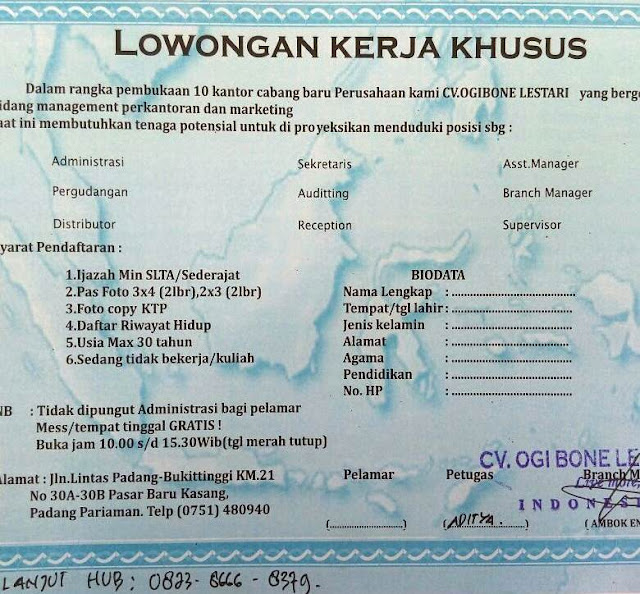 LOWONGAN KERJA KHUSUS
Dalam rangka pembukaan 10 kantor cabang baru Perusahaan kami CV.OGIBONE LESTARI yang berge
idang management perkantoran dan marketing
aat ini membutuhkan tenaga potensial untuk di proyeksikan menduduki posisi sbg :
Administrasi Sekretaris Asst.Manager
Pergudangan Auditting Branch Manager
Distributor Reception Supervisor
yarat Pendaftaran :
1.Ijazah Min SLTA/Sederajat
2.Pas Foto 3x4 (2lbr),2x3 (2lbr)
3.Foto copy KTP
4.Daftar Riwayat Hidup
5.Usia Max 30 tahun
6.Sedang tidak bekerja/kuliah
BIODATA
Nama Lengkap : ................................
Tempat/tgl lahir: ................................
Jenis kelamin : ................................
Alamat : ................................
Agama : ................................
Pendidikan : ................................
No. HP : ................................
NB : Tidak dipungut Administrasi bagi pelamar
Mess/tempat tinggal GRATIS !
Buka jam 10.00 s/d 15.30Wib(tgl merah tutup)
Alamat : Jln.Lintas Padang-Bukittinggi KM.21
No 30A-30B Pasar Baru Kasang,
Padang Pariaman. Telp (0751) 480940
Pelamar Petugas Branch M
CV. OGI BONE LE
INDONES
(....................) (ADITYA) ( AMBOK EN
LANJUT HUB : 0823-8666-8379.